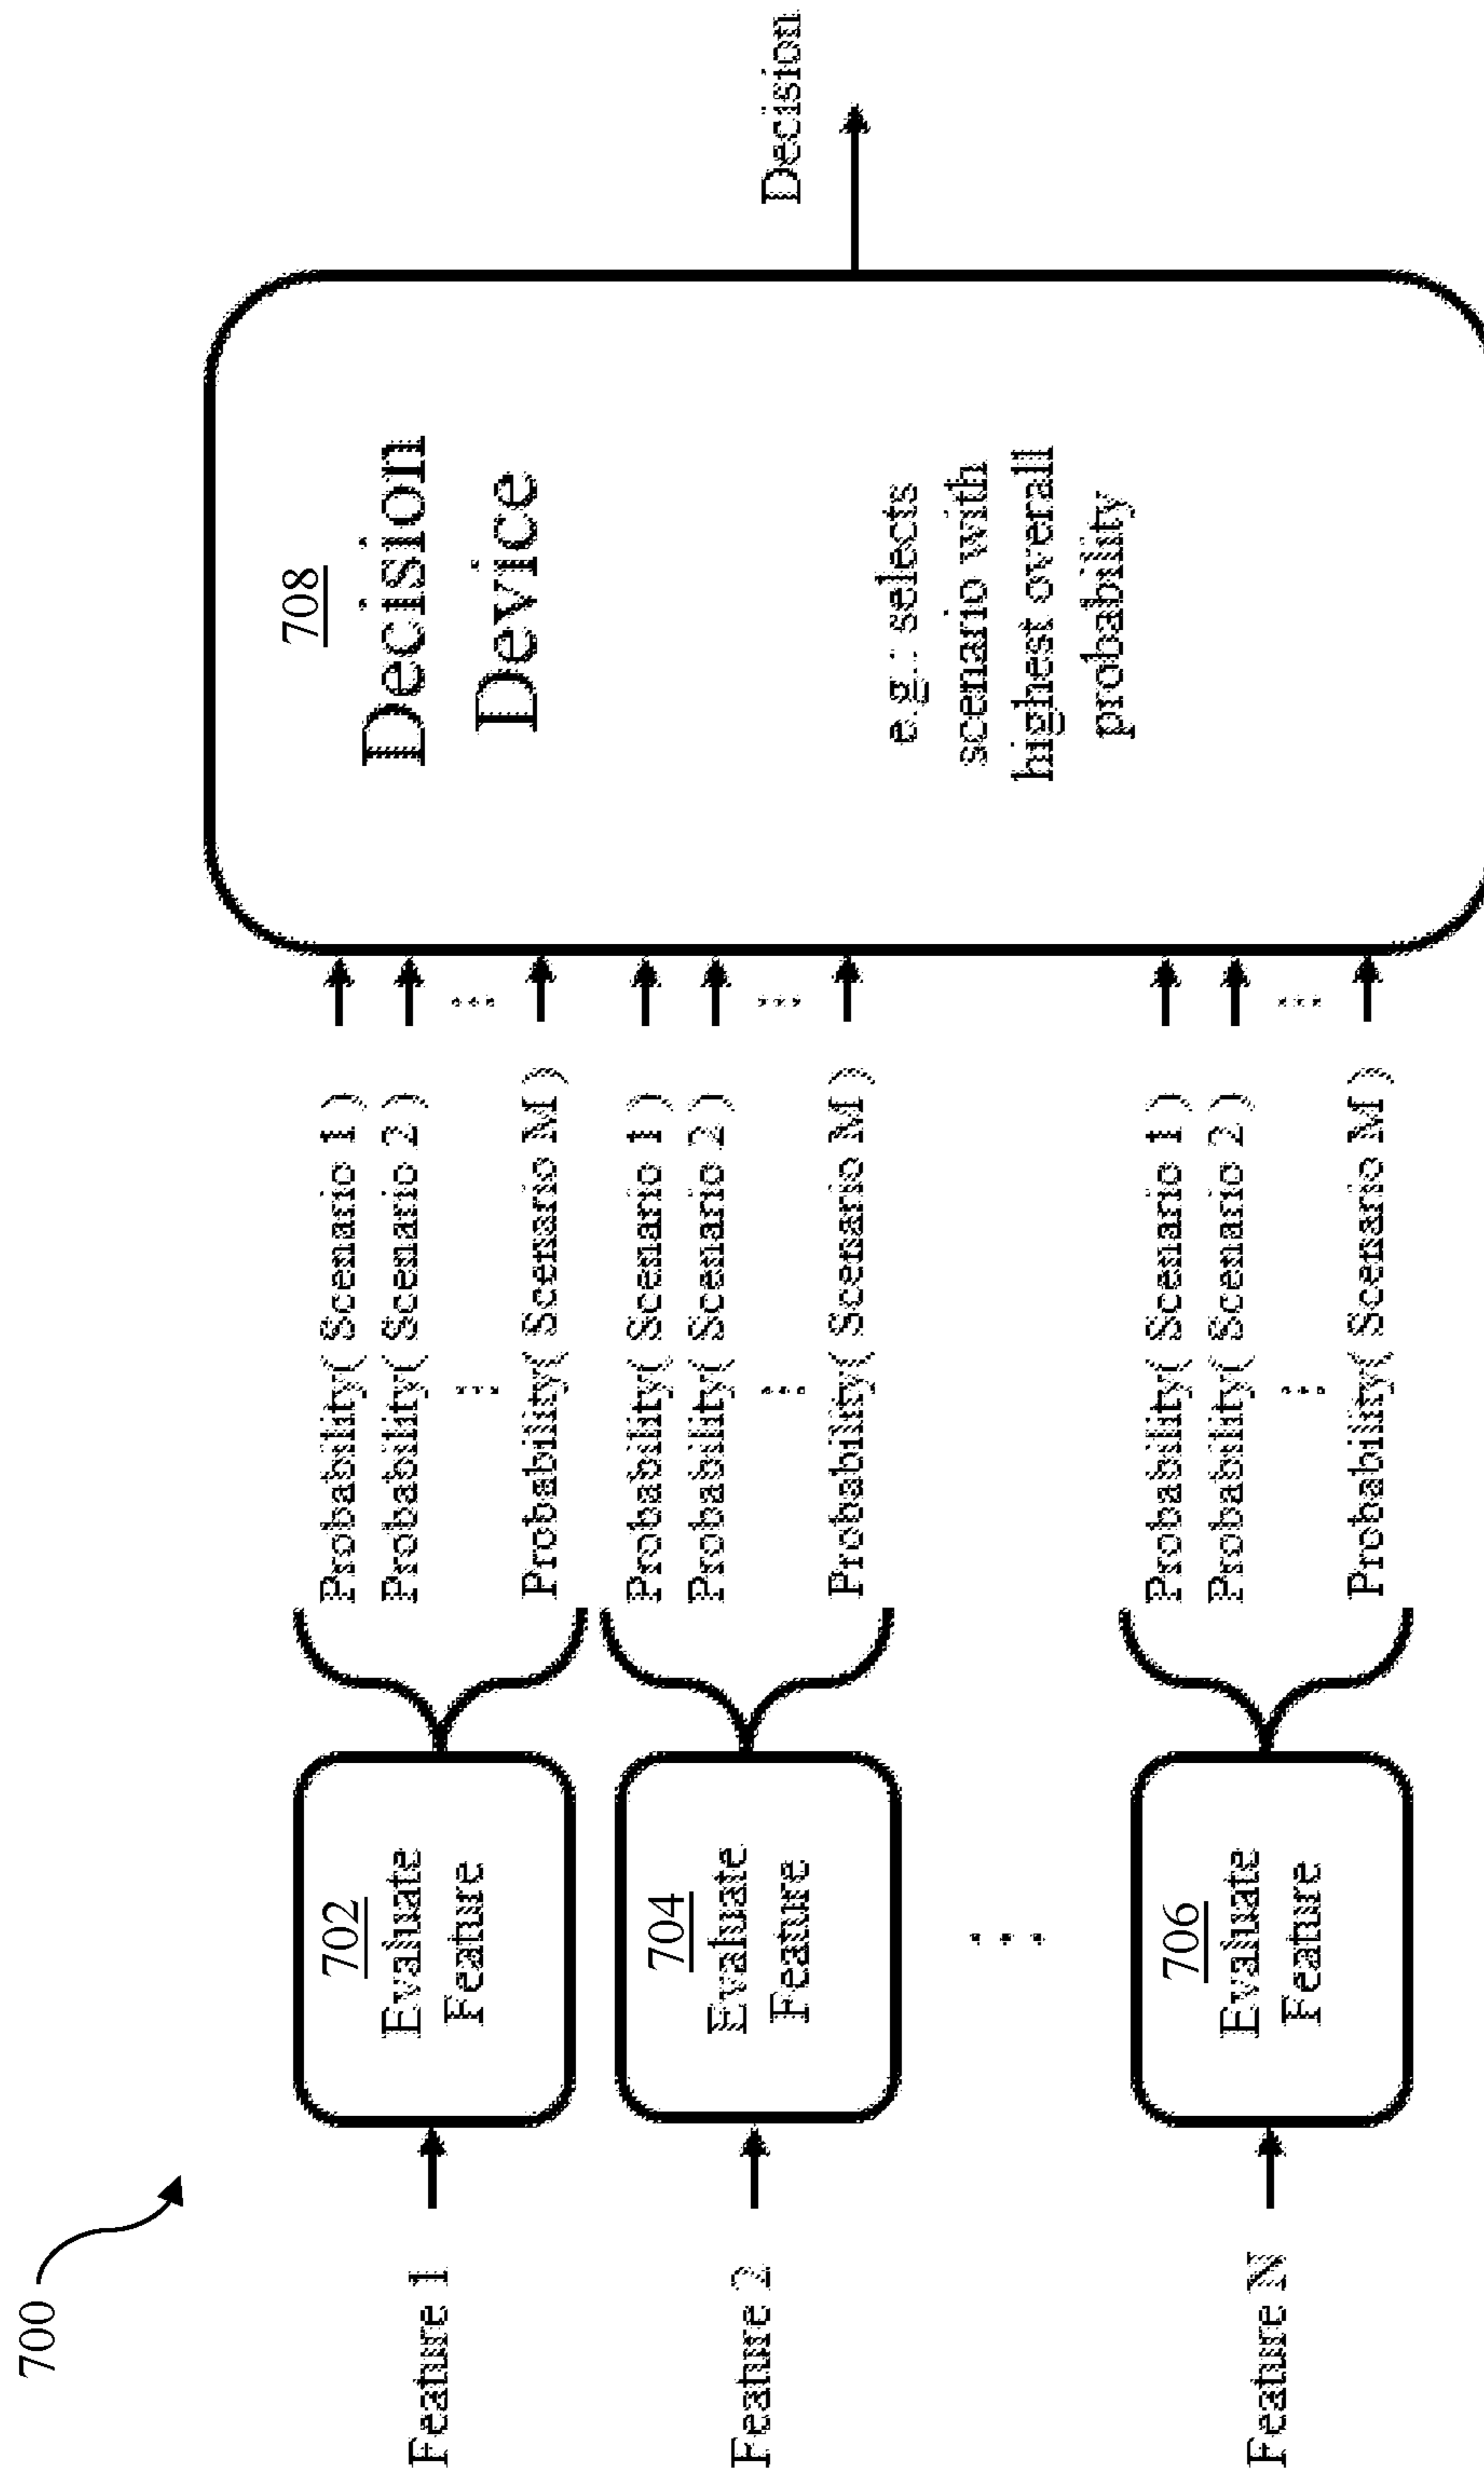 700
Feature 1
702
Evaluate
Feature
Probability( Scenario 1 )
Probability( Scenario 2 )
⋮
Probability( Scenario M )
⋮
Feature 2
704
Evaluate
Feature
Probability( Scenario 1 )
Probability( Scenario 2 )
⋮
Probability( Scenario M )
⋮
⋮
Feature N
706
Evaluate
Feature
Probability( Scenario 1 )
Probability( Scenario 2 )
⋮
Probability( Scenario M )
⋮
708
Decision
Device
e.g.: selects
scenario with
highest overall
probability
Decision